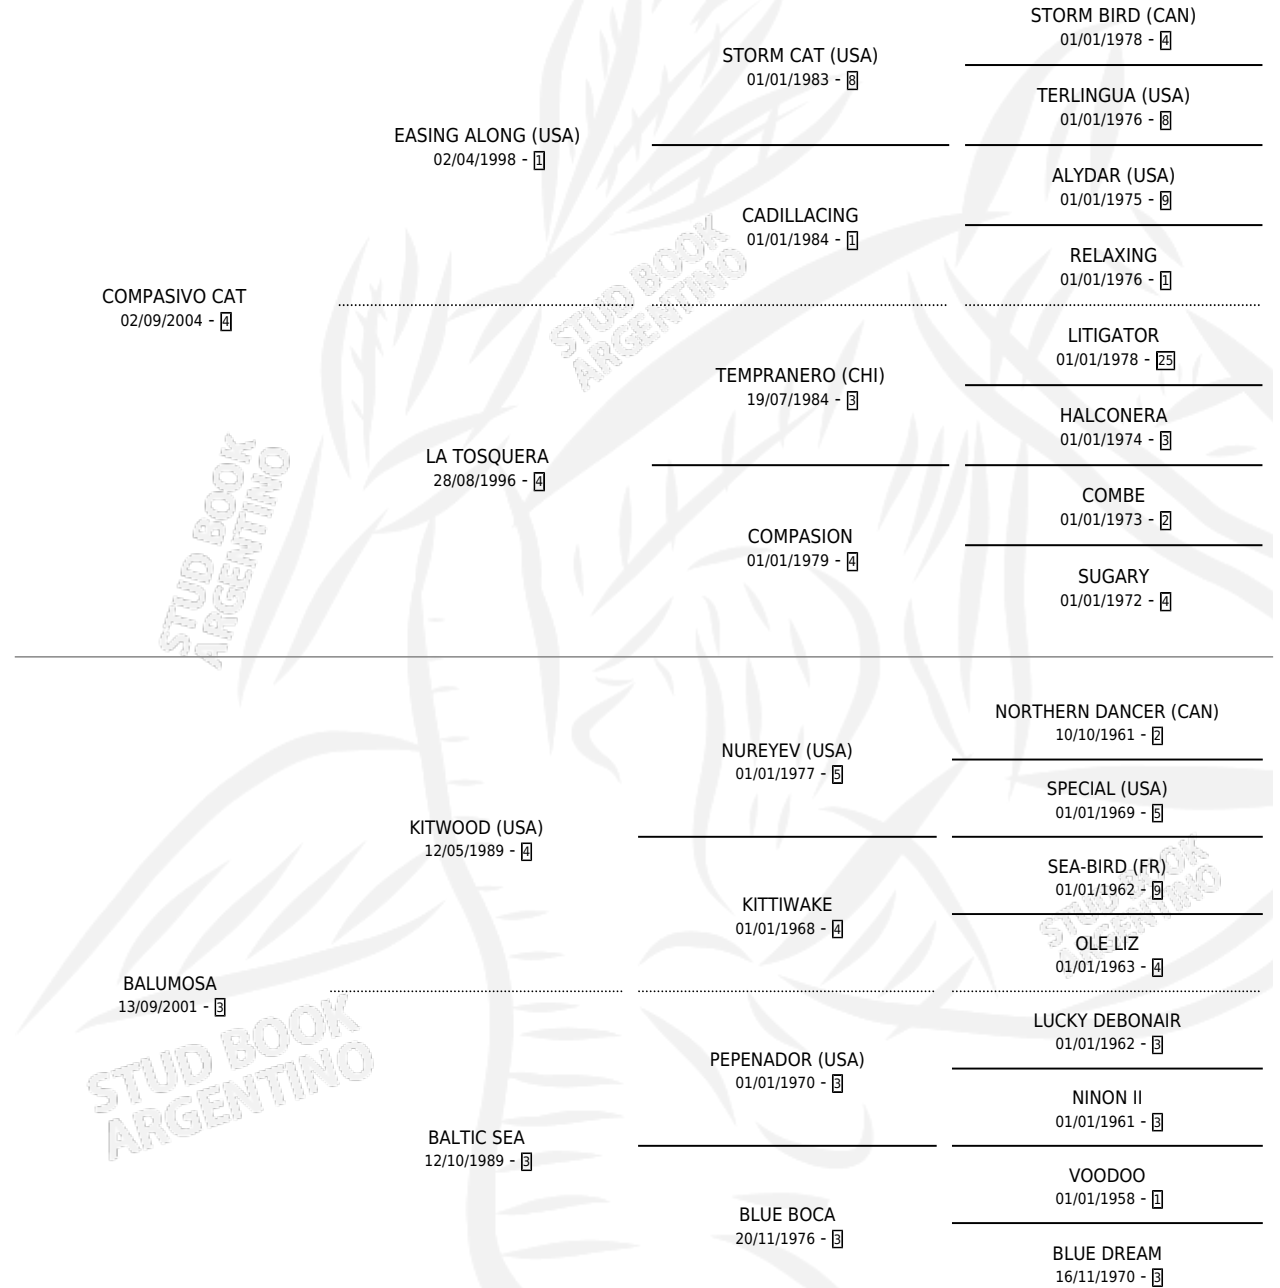 STORM BIRD (CAN)
01/01/1978 - 4
STORM CAT (USA)
01/01/1983 - 8
TERLINGUA (USA)
01/01/1976 - 8
EASING ALONG (USA)
02/04/1998 - 1
ALYDAR (USA)
01/01/1975 - 9
CADILLACING
01/01/1984 - 1
RELAXING
01/01/1976 - 1
COMPASIVO CAT
02/09/2004 - 4
STUD BOOK
ARGENTINO
LITIGATOR
01/01/1978 - 25
TEMPRANERO (CHI)
19/07/1984 - 3
HALCONERA
01/01/1974 - 3
LA TOSQUERA
28/08/1996 - 4
COMBE
01/01/1973 - 2
COMPASION
01/01/1979 - 4
SUGARY
01/01/1972 - 4
STUD BOOK
ARGENTINO
NORTHERN DANCER (CAN)
10/10/1961 - 2
NUREYEV (USA)
01/01/1977 - 5
SPECIAL (USA)
01/01/1969 - 5
KITWOOD (USA)
12/05/1989 - 4
SEA-BIRD (FR)
01/01/1962 - 9
KITTIWAKE
01/01/1968 - 4
OLE LIZ
01/01/1963 - 4
STUD BOOK
ARGENTINO
BALUMOSA
13/09/2001 - 3
LUCKY DEBONAIR
01/01/1962 - 3
PEPENADOR (USA)
01/01/1970 - 3
NINON II
01/01/1961 - 3
STUD BOOK
ARGENTINO
BALTIC SEA
12/10/1989 - 3
VOODOO
01/01/1958 - 1
BLUE BOCA
20/11/1976 - 3
BLUE DREAM
16/11/1970 - 3